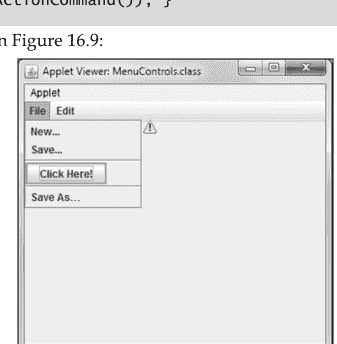 ActionCommand()); }
n Figure 16.9:
Applet Viewer: MenuControls.class
Applet
File Edit
New...
Save...
Click Here!
Save As...